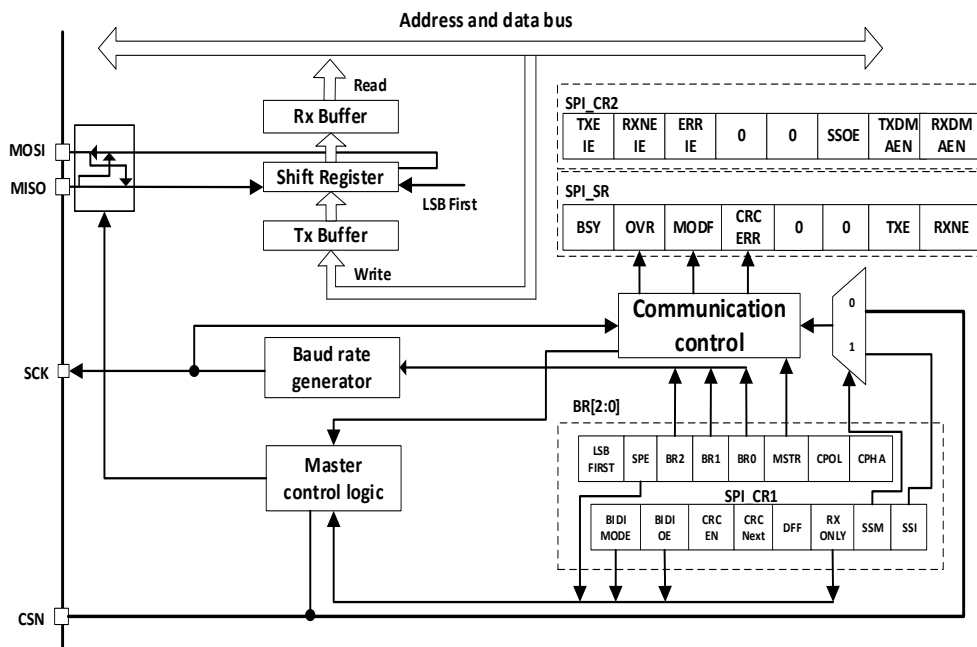 Address and data bus
Read
Rx Buffer
MOSI
MISO
Shift Register
LSB First
Tx Buffer
Write
SPI_CR2
TXE RXNE ERR 0 0 SSOE TXDM RXDM
IE IE IE AEN AEN
SPI_SR
BSY OVR MODF CRC 0 0 TXE RXNE
ERR
Communication
control
0
1
SCK
Baud rate
generator
BR[2:0]
Master
control logic
LSB SPE BR2 BR1 BR0 MSTR CPOL CPHA
FIRST
SPI_CR1
BIDI BIDI CRC CRC DFF RX SSM SSI
MODE OE EN Next ONLY
CSN